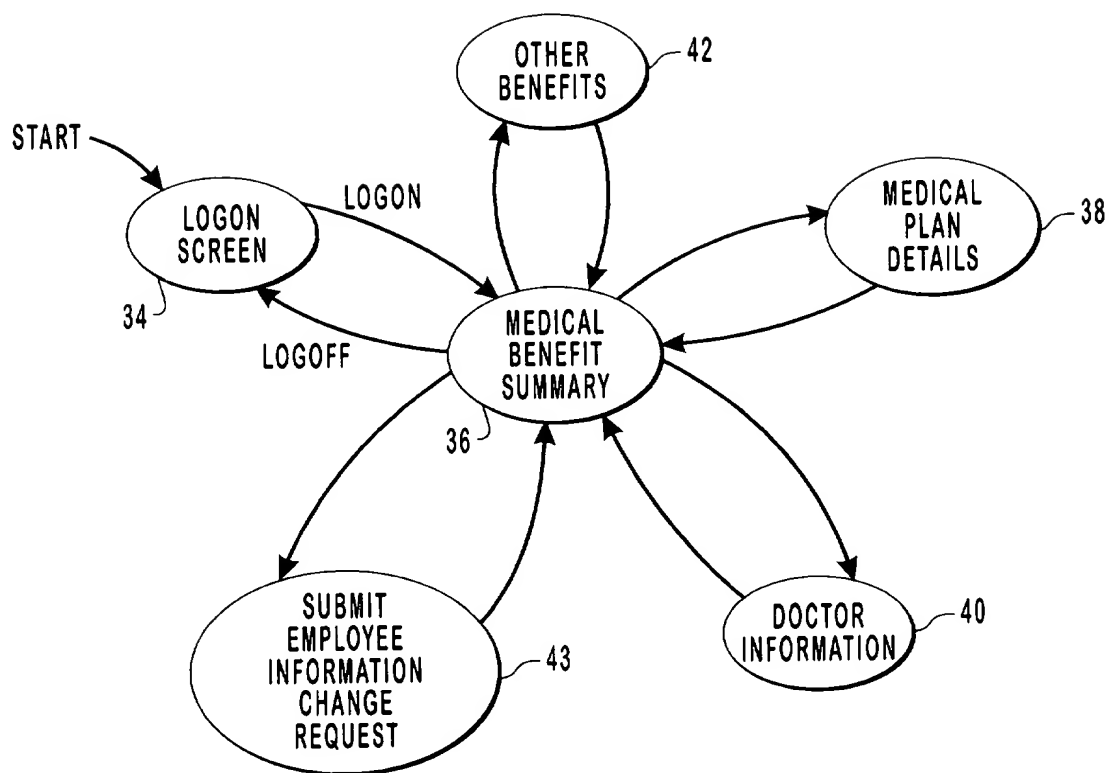 OTHER
BENEFITS
42
START
LOGON
SCREEN
34
LOGON
MEDICAL
PLAN
DETAILS
38
LOGOFF
MEDICAL
BENEFIT
SUMMARY
36
SUBMIT
EMPLOYEE
INFORMATION
CHANGE
REQUEST
43
DOCTOR
INFORMATION
40